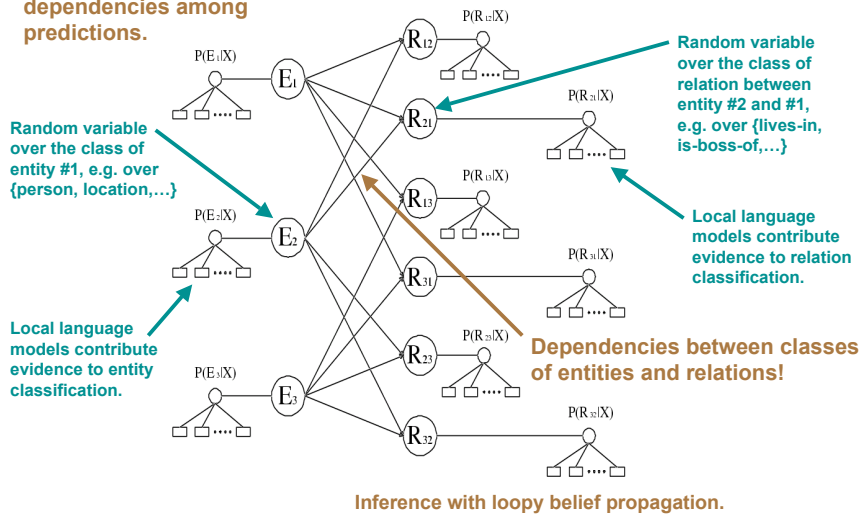 dependencies among
predictions.
P(E₁|X)
E₁
R₁₂
P(R₁₂|X)
R₂₁
P(R₂₁|X)
Random variable
over the class of
relation between
entity #2 and #1,
e.g. over {lives-in,
is-boss-of,…}
Random variable
over the class of
entity #1, e.g. over
{person, location,…}
R₁₃
P(R₁₃|X)
P(E₂|X)
E₂
Local language
models contribute
evidence to relation
classification.
R₃₁
P(R₃₁|X)
Local language
models contribute
evidence to entity
classification.
R₂₃
P(R₂₃|X)
Dependencies between classes
of entities and relations!
P(E₃|X)
E₃
R₃₂
P(R₃₂|X)
Inference with loopy belief propagation.